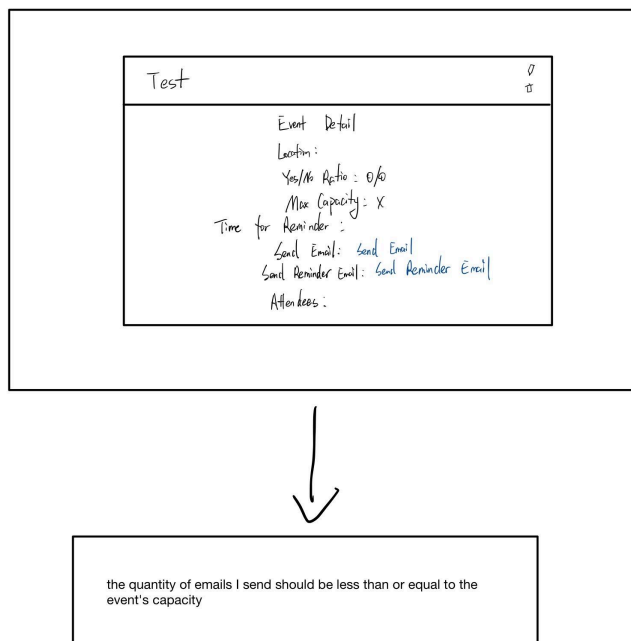 Test
Event Detail
Location:
Yes/No Ratio: 0/0
Max Capacity: X
Time for Reminder:
Send Email: Send Email
Send Reminder Email: Send Reminder Email
Attendees:
the quantity of emails I send should be less than or equal to the
event's capacity